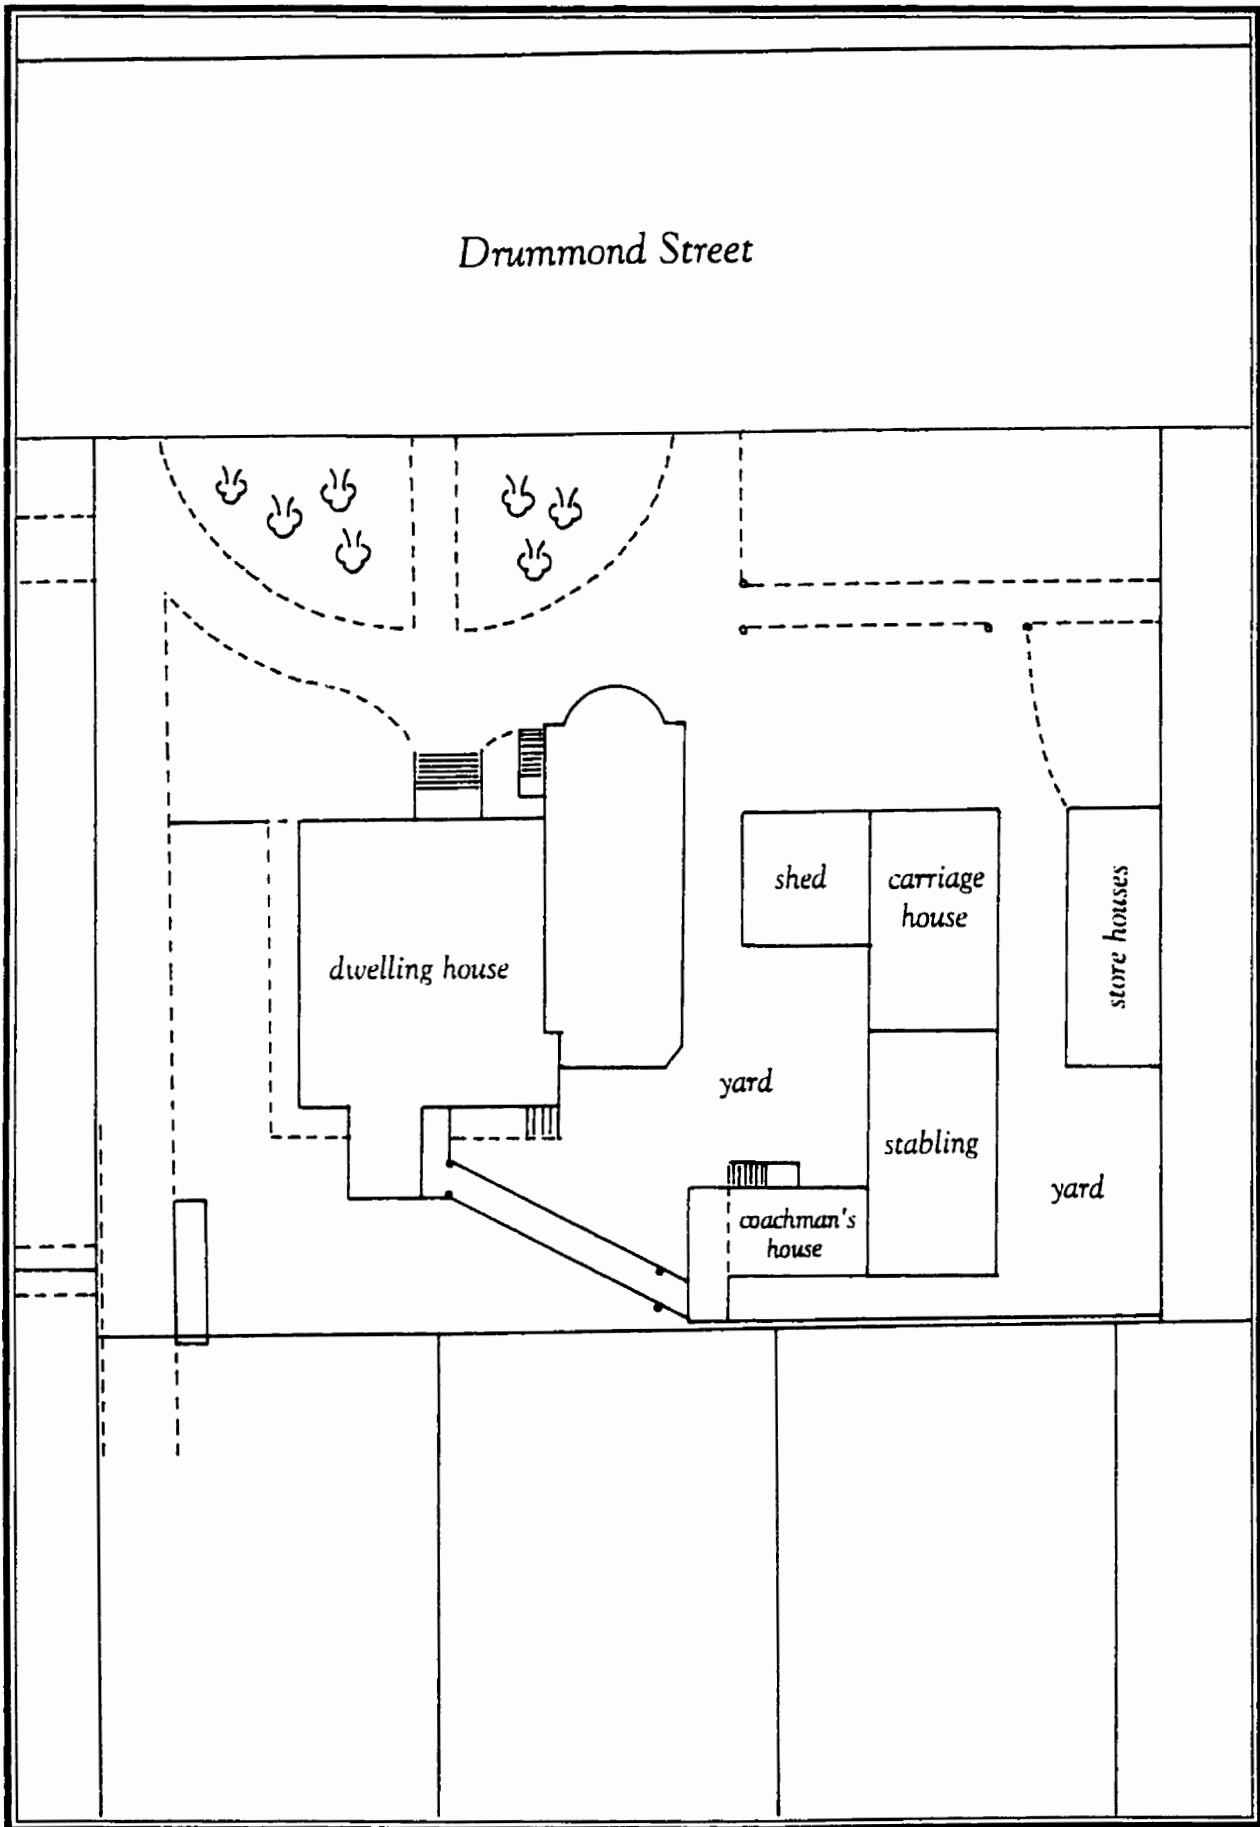 Drummond Street
shed
carriage
house
store houses
dwelling house
yard
stabling
yard
coachman's
house